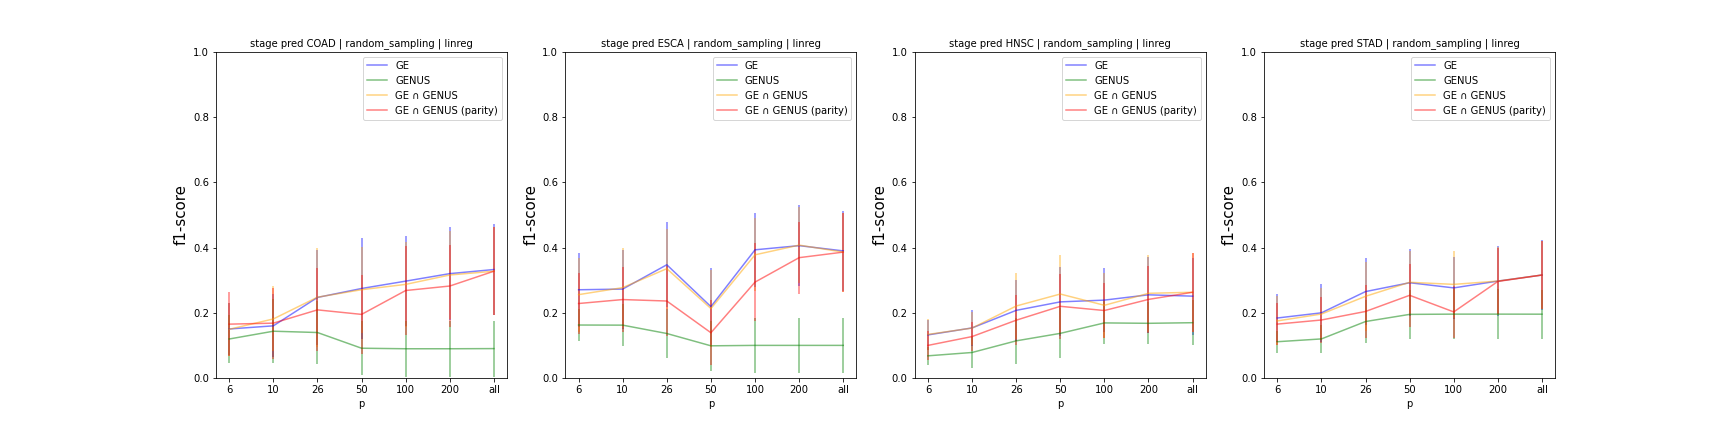 stage pred COAD | random_sampling | linreg
1.0
0.8
0.6
0.4
0.2
0.0
f1-score
GE
GENUS
GE ∩ GENUS
GE ∩ GENUS (parity)
6 10 26 50 100 200 all
p
stage pred ESCA | random_sampling | linreg
1.0
0.8
0.6
0.4
0.2
0.0
f1-score
GE
GENUS
GE ∩ GENUS
GE ∩ GENUS (parity)
6 10 26 50 100 200 all
p
stage pred HNSC | random_sampling | linreg
1.0
0.8
0.6
0.4
0.2
0.0
f1-score
GE
GENUS
GE ∩ GENUS
GE ∩ GENUS (parity)
6 10 26 50 100 200 all
p
stage pred STAD | random_sampling | linreg
1.0
0.8
0.6
0.4
0.2
0.0
f1-score
GE
GENUS
GE ∩ GENUS
GE ∩ GENUS (parity)
6 10 26 50 100 200 all
p